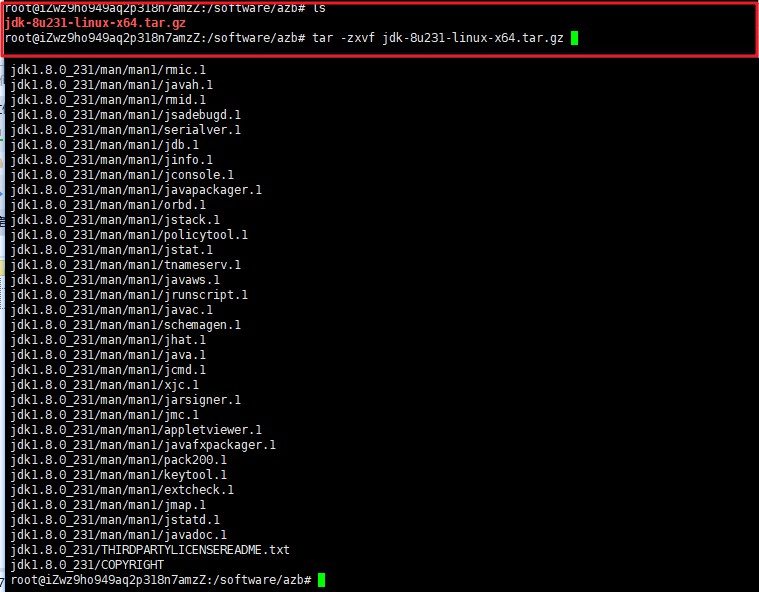 root@iZwz9ho949aq2p318n7amzZ:/software/azb# ls
jdk-8u231-linux-x64.tar.gz
root@iZwz9ho949aq2p318n7amzZ:/software/azb# tar -zxvf jdk-8u231-linux-x64.tar.gz
jdk1.8.0_231/man/man1/rmic.1
jdk1.8.0_231/man/man1/javah.1
jdk1.8.0_231/man/man1/rmid.1
jdk1.8.0_231/man/man1/jsadebugd.1
jdk1.8.0_231/man/man1/serialver.1
jdk1.8.0_231/man/man1/jdb.1
jdk1.8.0_231/man/man1/jinfo.1
jdk1.8.0_231/man/man1/jconsole.1
jdk1.8.0_231/man/man1/javapackager.1
jdk1.8.0_231/man/man1/orbd.1
jdk1.8.0_231/man/man1/jstack.1
jdk1.8.0_231/man/man1/policytool.1
jdk1.8.0_231/man/man1/jstat.1
jdk1.8.0_231/man/man1/tnameserv.1
jdk1.8.0_231/man/man1/javaws.1
jdk1.8.0_231/man/man1/jrunscript.1
jdk1.8.0_231/man/man1/javac.1
jdk1.8.0_231/man/man1/schemagen.1
jdk1.8.0_231/man/man1/jhat.1
jdk1.8.0_231/man/man1/java.1
jdk1.8.0_231/man/man1/jcmd.1
jdk1.8.0_231/man/man1/xjc.1
jdk1.8.0_231/man/man1/jarsigner.1
jdk1.8.0_231/man/man1/jmc.1
jdk1.8.0_231/man/man1/appletviewer.1
jdk1.8.0_231/man/man1/javafxpackager.1
jdk1.8.0_231/man/man1/pack200.1
jdk1.8.0_231/man/man1/keytool.1
jdk1.8.0_231/man/man1/extcheck.1
jdk1.8.0_231/man/man1/jmap.1
jdk1.8.0_231/man/man1/jstatd.1
jdk1.8.0_231/man/man1/javadoc.1
jdk1.8.0_231/THIRDPARTYLICENSEREADME.txt
jdk1.8.0_231/COPYRIGHT
root@iZwz9ho949aq2p318n7amzZ:/software/azb#